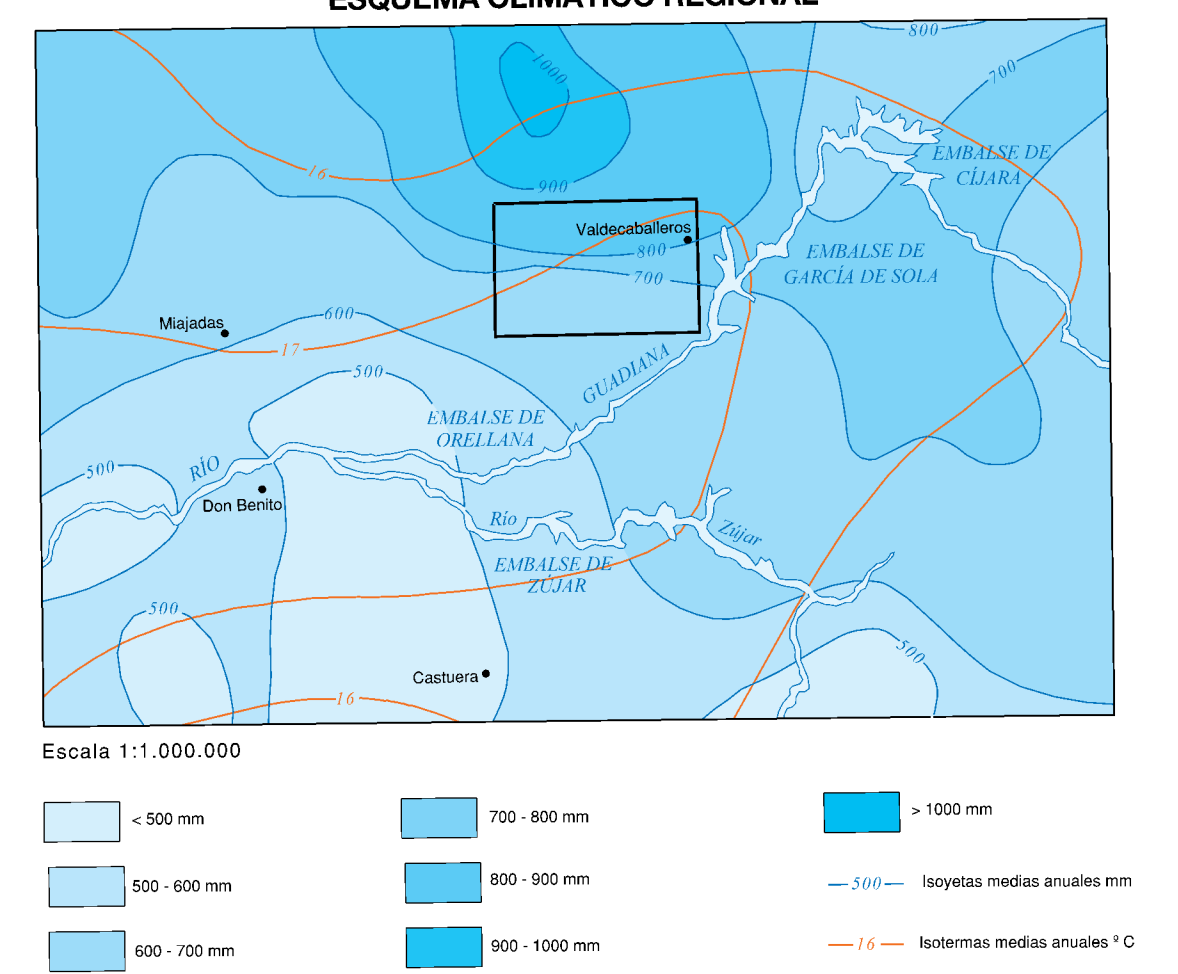 ESQUEMA CLIMÁTICO REGIONAL
800
700
1000
16
EMBALSE DE
CÍJARA
900
Valdecaballeros
800
EMBALSE DE
GARCÍA DE SOLA
700
600
Miajadas
17
500
GUADIANA
EMBALSE DE
ORELLANA
500
RÍO
Don Benito
Río
Zújar
EMBALSE DE
ZÚJAR
500
500
Castuera
16
Escala 1:1.000.000
< 500 mm
500 - 600 mm
600 - 700 mm
700 - 800 mm
800 - 900 mm
900 - 1000 mm
> 1000 mm
500 Isoyetas medias anuales mm
16 Isotermas medias anuales º C